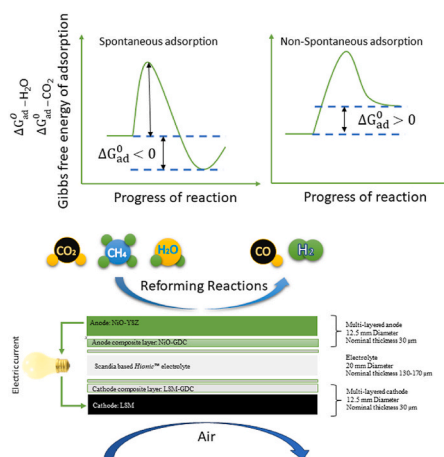 Spontaneous adsorption
Non-Spontaneous adsorption
Gibbs free energy of adsorption
ΔG⁰ad –H₂O
ΔG⁰ad –CO₂
ΔG⁰ad < 0
ΔG⁰ad > 0
Progress of reaction
Progress of reaction
CO₂
CH₄
H₂O
CO
H₂
Reforming Reactions
Electric current
Anode: NiO-YSZ
Anode composite layer: NiO-GDC
Scandia based Hionic™ electrolyte
Cathode composite layer: LSM-GDC
Cathode: LSM
Multi-layered anode
12.5 mm Diameter
Nominal thickness 30 μm
Electrolyte
20 mm Diameter
Nominal thickness 130-170 μm
Multi-layered cathode
12.5 mm Diameter
Nominal thickness 30 μm
Air